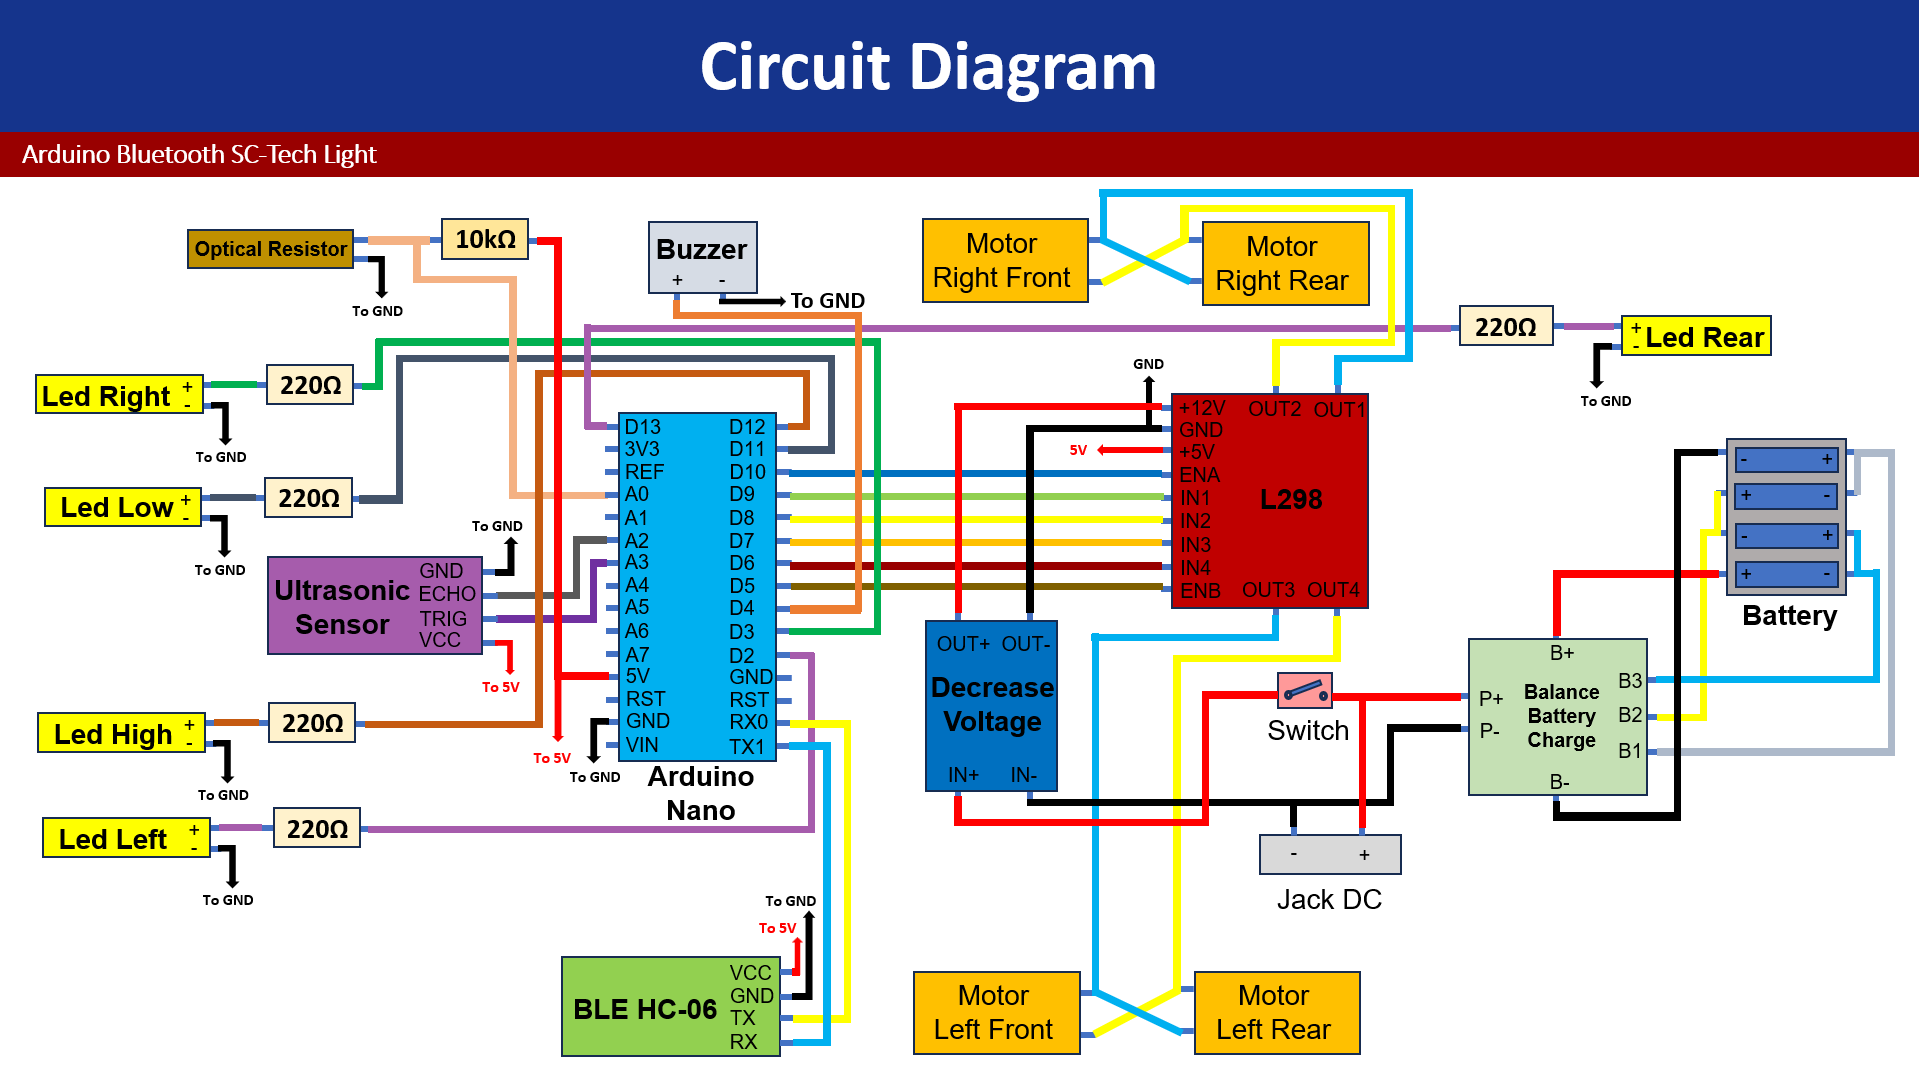 Circuit Diagram
Arduino Bluetooth SC-Tech Light
Optical Resistor
10kΩ
To GND
Buzzer
+ -
To GND
Motor
Right Front
Motor
Right Rear
220Ω
+
-
Led Rear
To GND
Led Right
+
-
220Ω
To GND
Led Low
+
-
220Ω
To GND
To GND
Ultrasonic
Sensor
GND
ECHO
TRIG
VCC
To 5V
Led High
+
-
220Ω
To GND
Led Left
+
-
220Ω
To GND
D13
3V3
REF
A0
A1
A2
A3
A4
A5
A6
A7
5V
RST
GND
VIN
D12
D11
D10
D9
D8
D7
D6
D5
D4
D3
D2
GND
RST
RX0
TX1
To 5V
To GND
Arduino
Nano
To GND
To 5V
BLE HC-06
VCC
GND
TX
RX
GND
5V
+12V
GND
+5V
ENA
IN1
IN2
IN3
IN4
ENB
OUT2 OUT1
L298
OUT3 OUT4
OUT+ OUT-
Decrease
Voltage
IN+ IN-
Switch
- +
Jack DC
Motor
Left Front
Motor
Left Rear
- +
+ -
- +
+ -
Battery
B+
P+
P-
Balance
Battery
Charge
B3
B2
B1
B-